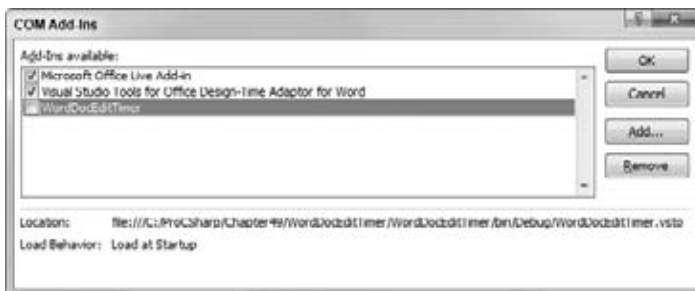 COM Add-Ins
Add-Ins available:
Microsoft Office Live Add-in
Visual Studio Tools for Office Design-Time Adaptor for Word
WordDocEditTimer
OK
Cancel
Add...
Remove
Location: file:///C:/ProCSharp/Chapter49/WordDocEditTimer/WordDocEditTimer/bin/Debug/WordDocEditTimer.vsto
Load Behavior: Load at Startup